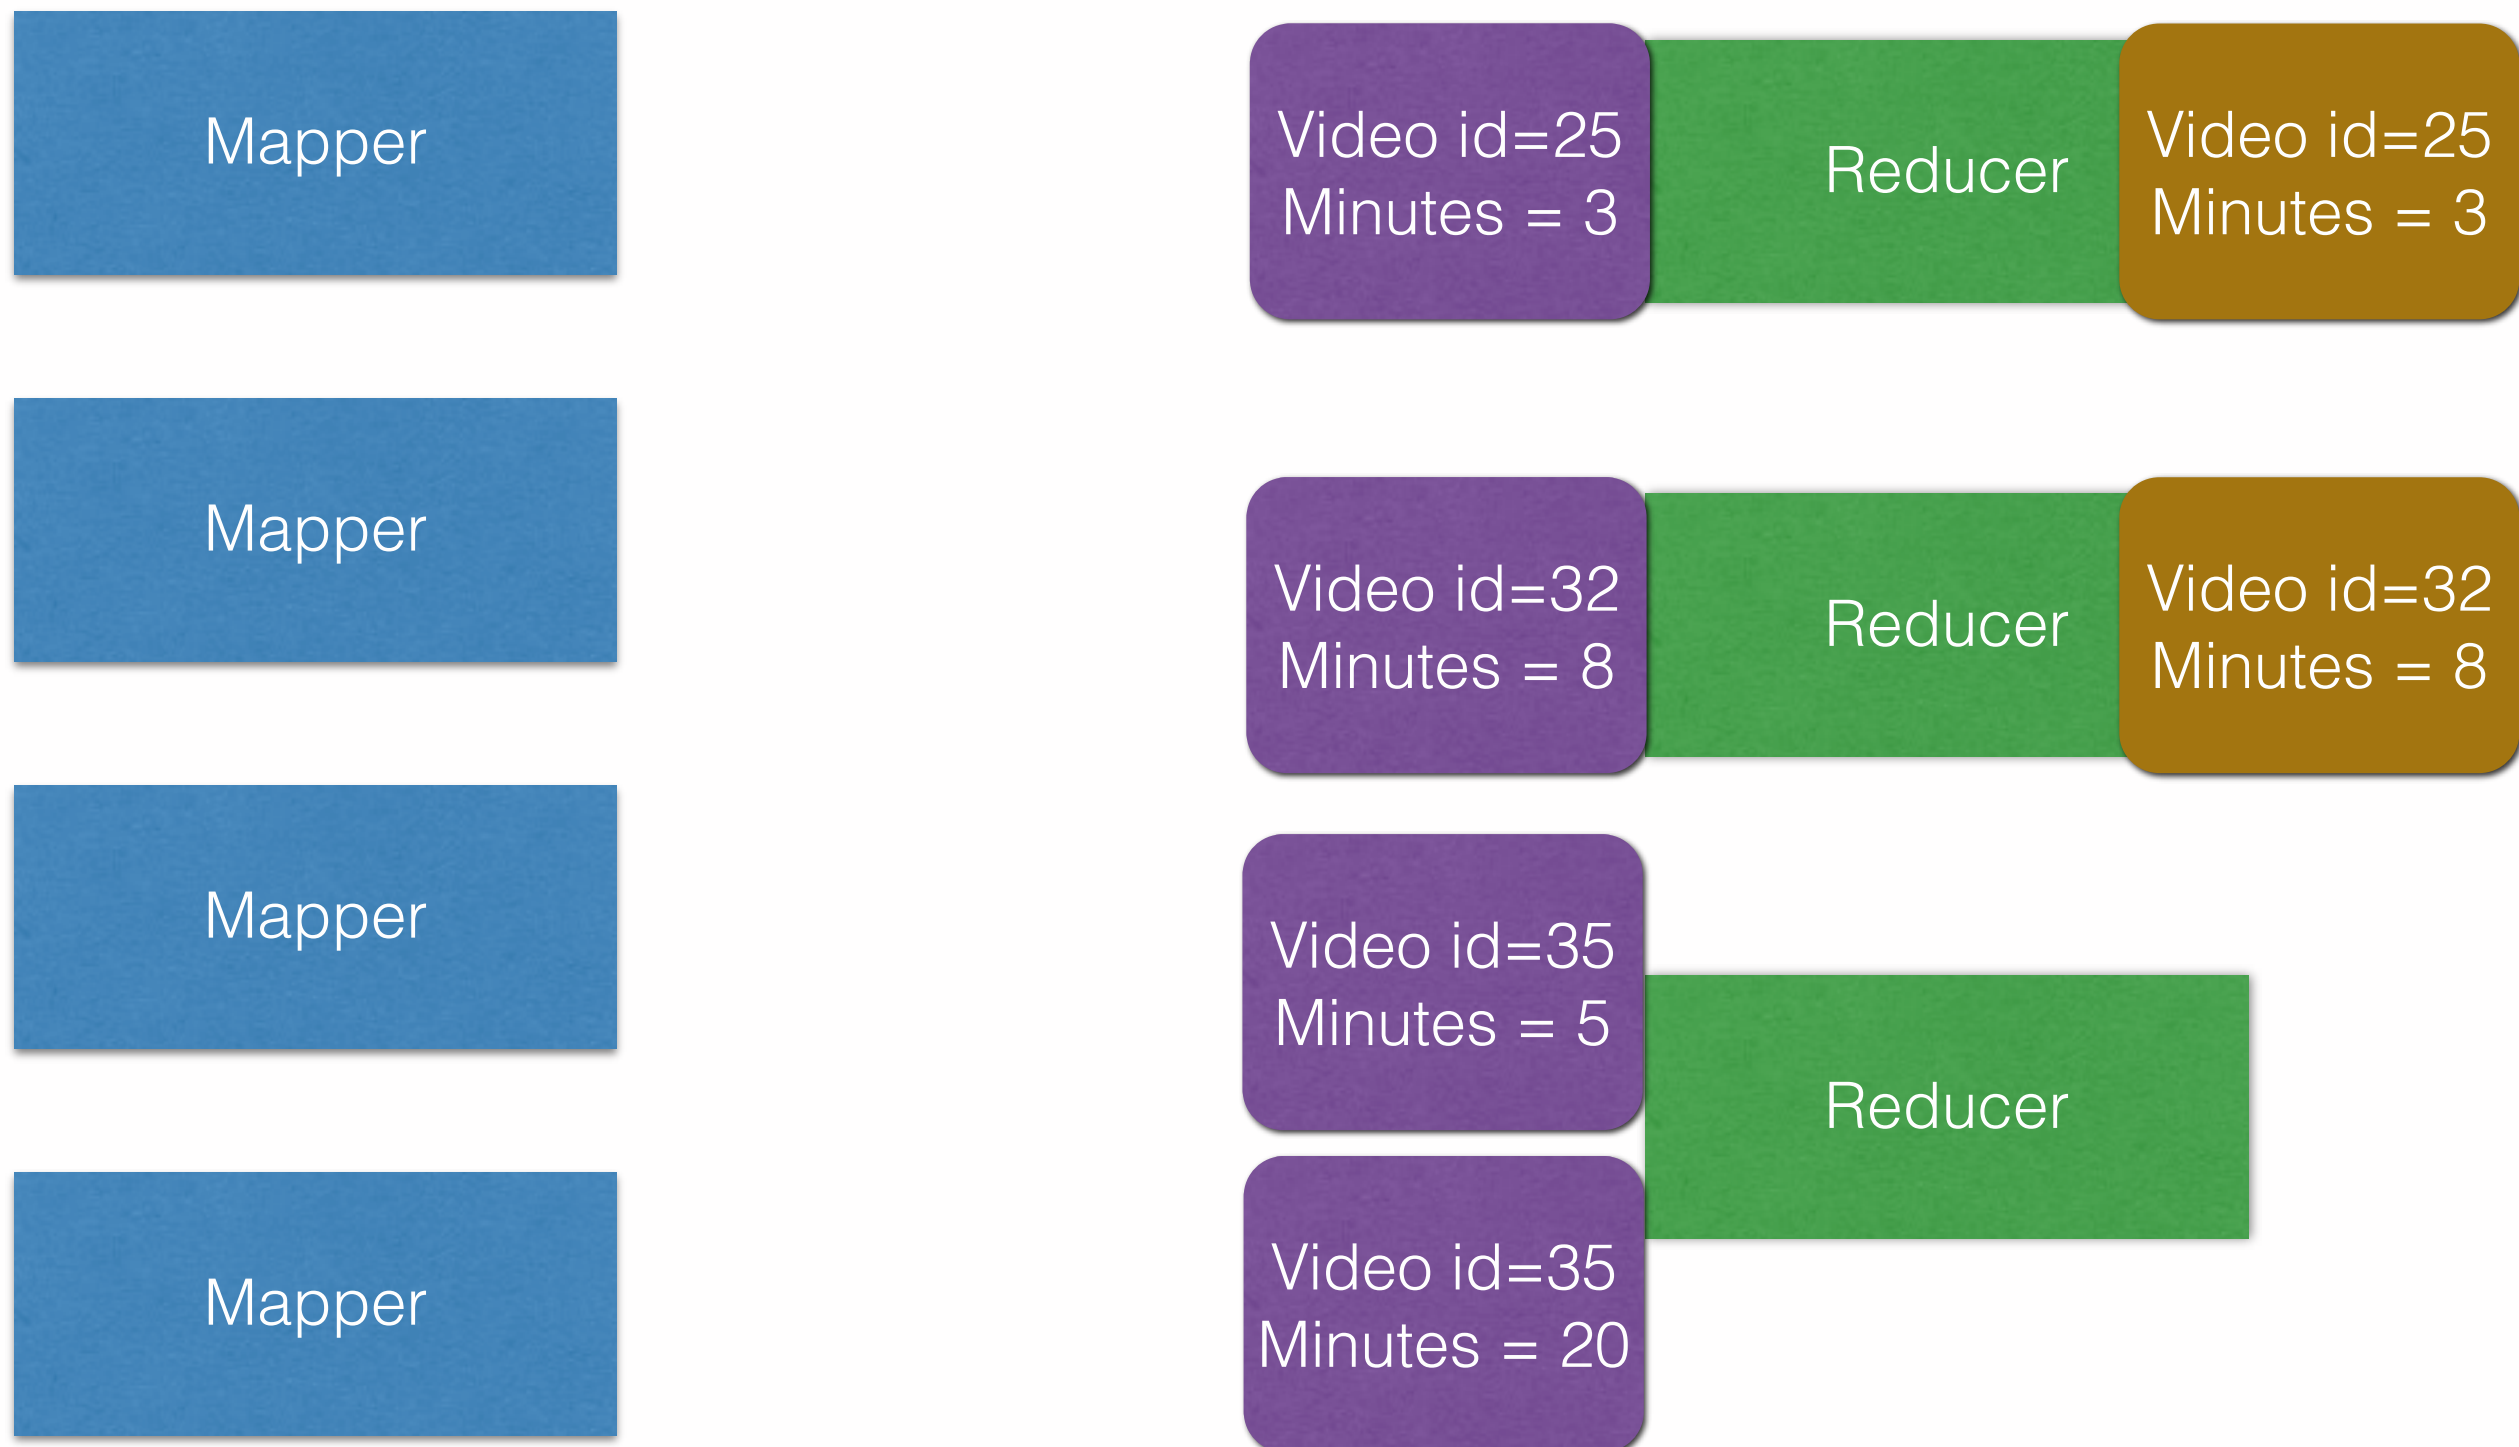 Mapper
Mapper
Mapper
Mapper
Video id=25
Minutes = 3
Reducer
Video id=25
Minutes = 3
Video id=32
Minutes = 8
Reducer
Video id=32
Minutes = 8
Video id=35
Minutes = 5
Reducer
Video id=35
Minutes = 20